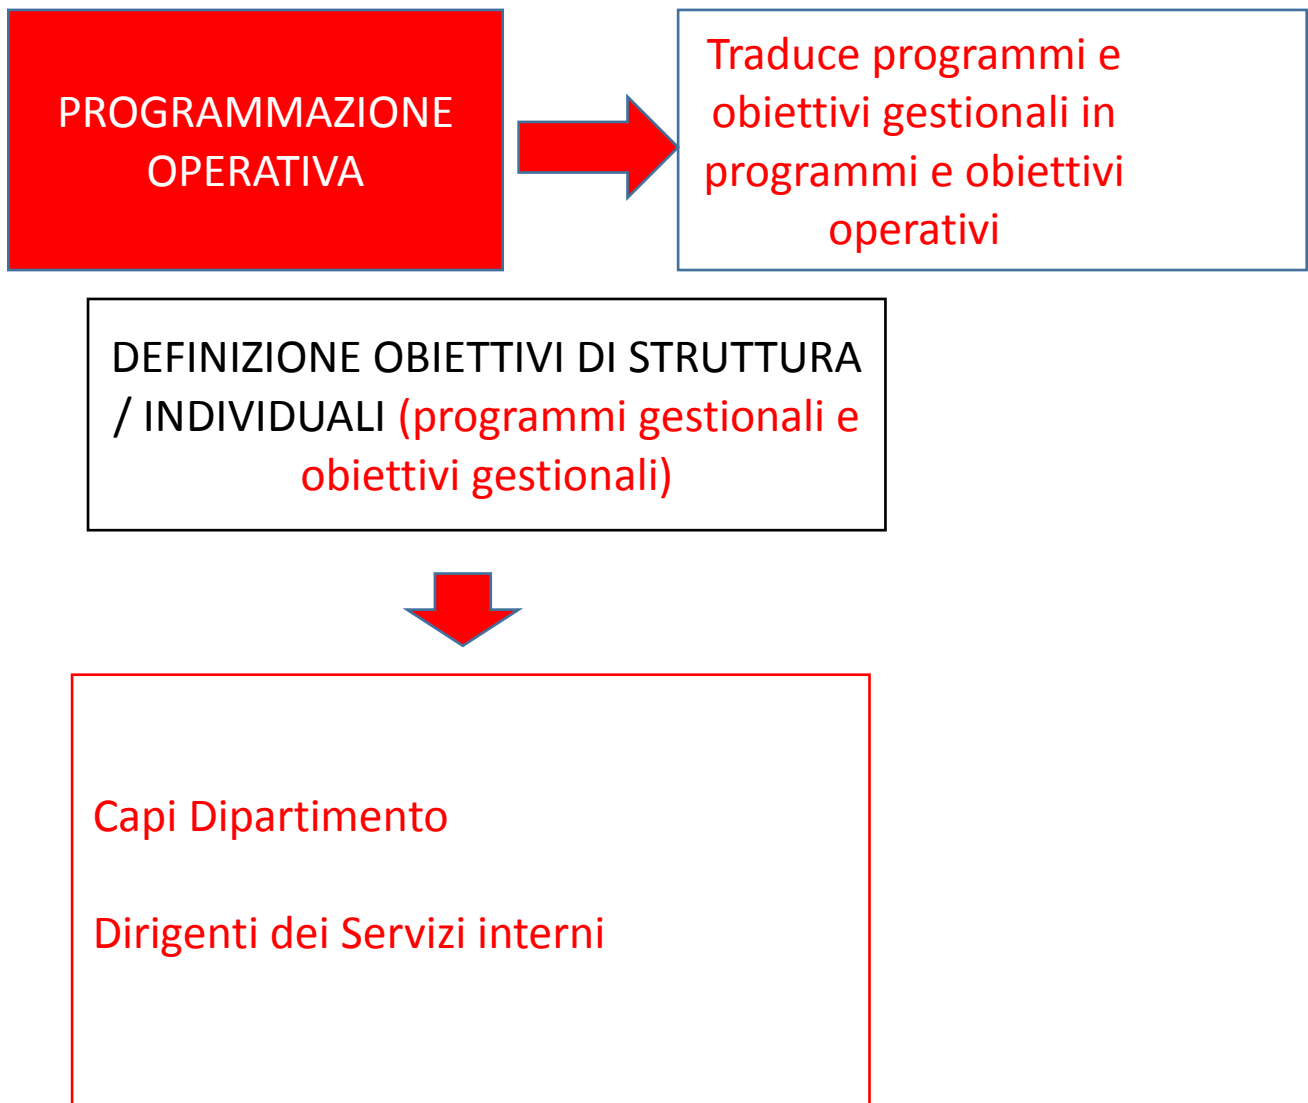 PROGRAMMAZIONE
OPERATIVA
Traduce programmi e
obiettivi gestionali in
programmi e obiettivi
operativi
DEFINIZIONE OBIETTIVI DI STRUTTURA
/ INDIVIDUALI (programmi gestionali e
obiettivi gestionali)
Capi Dipartimento
Dirigenti dei Servizi interni